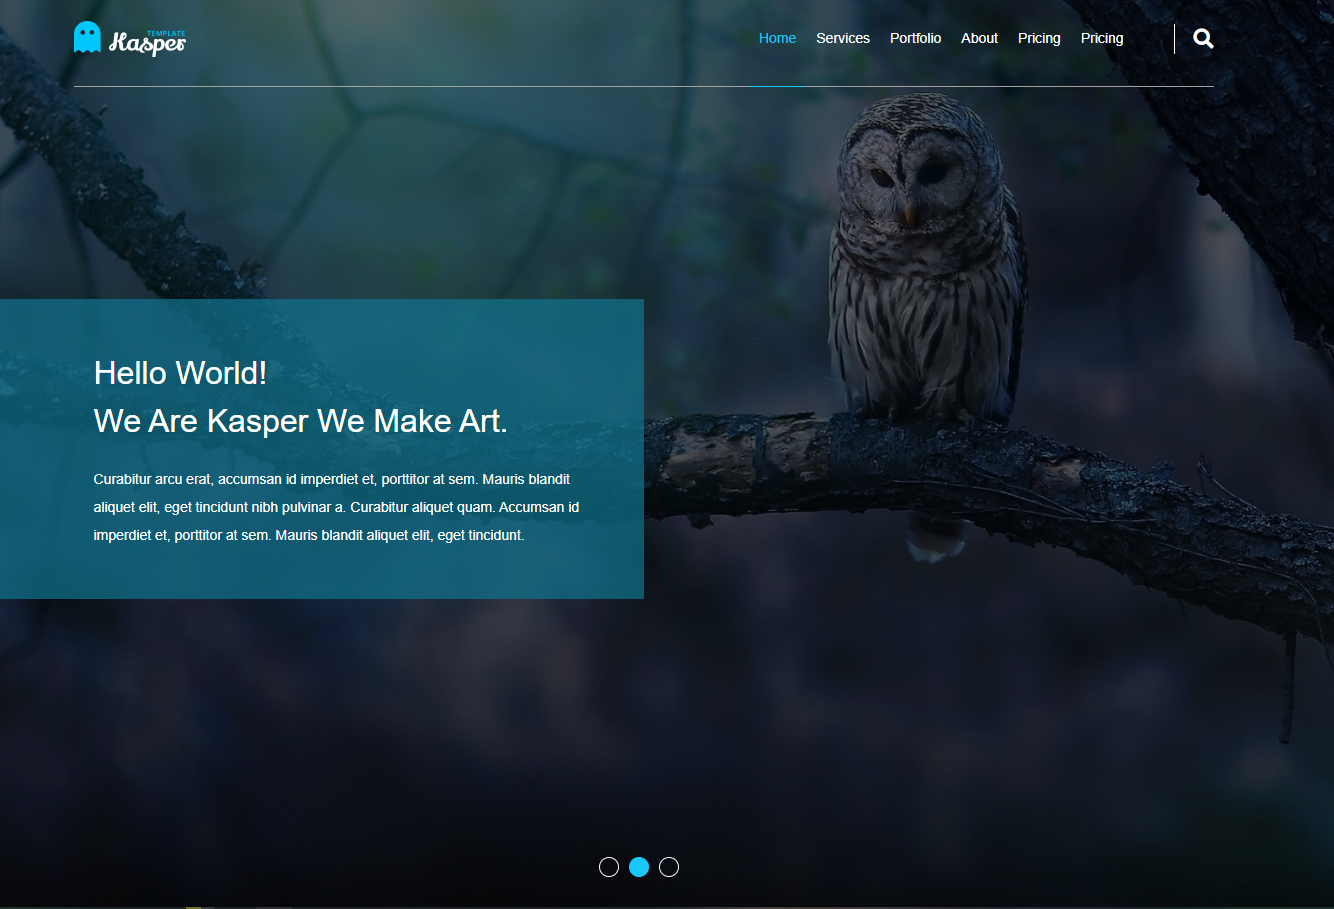 TEMPLATE
Kasper
Home Services Portfolio About Pricing Pricing
Hello World!
We Are Kasper We Make Art.
Curabitur arcu erat, accumsan id imperdiet et, porttitor at sem. Mauris blandit
aliquet elit, eget tincidunt nibh pulvinar a. Curabitur aliquet quam. Accumsan id
imperdiet et, porttitor at sem. Mauris blandit aliquet elit, eget tincidunt.